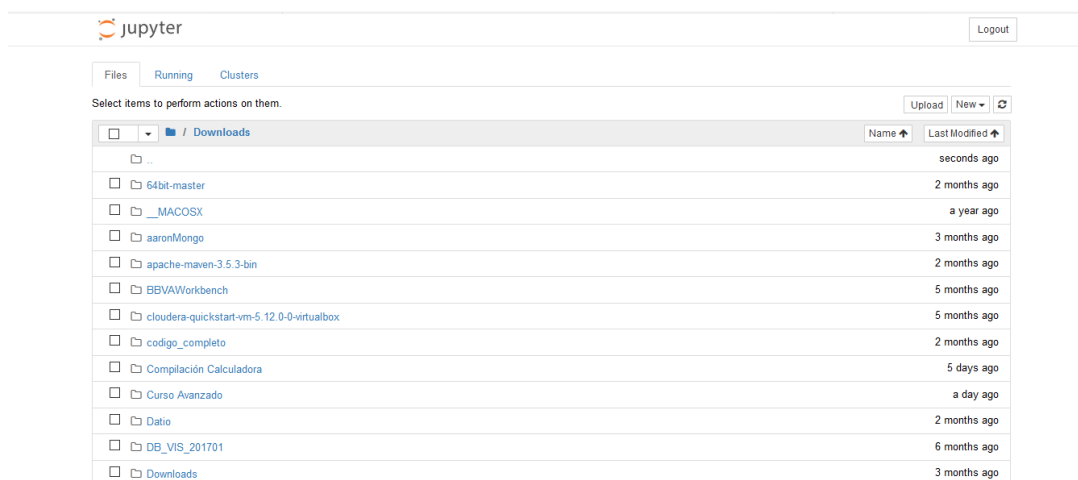 jupyter
Logout
Files Running Clusters
Select items to perform actions on them.
Upload New
/ Downloads Name Last Modified
.. seconds ago
64bit-master 2 months ago
__MACOSX a year ago
aaronMongo 3 months ago
apache-maven-3.5.3-bin 2 months ago
BBVAWorkbench 5 months ago
cloudera-quickstart-vm-5.12.0-0-virtualbox 5 months ago
codigo_completo 2 months ago
Compilación Calculadora 5 days ago
Curso Avanzado a day ago
Datio 2 months ago
DB_VIS_201701 6 months ago
Downloads 3 months ago